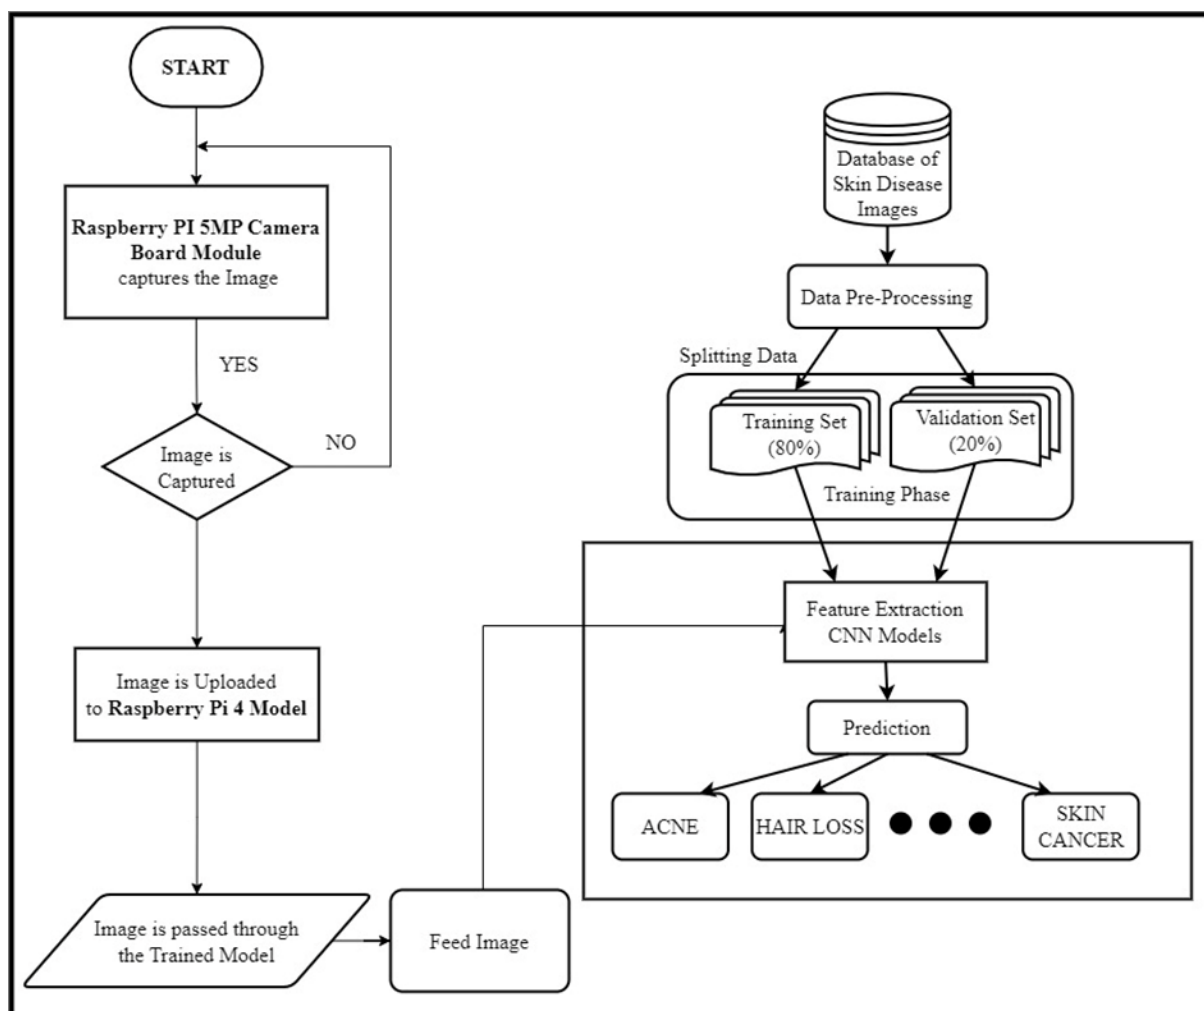 START
Raspberry PI 5MP Camera
Board Module
captures the Image
YES
Image is
Captured
NO
Image is Uploaded
to Raspberry Pi 4 Model
Image is passed through
the Trained Model
Feed Image
Database of
Skin Disease
Images
Data Pre-Processing
Splitting Data
Training Set
(80%)
Validation Set
(20%)
Training Phase
Feature Extraction
CNN Models
Prediction
ACNE
HAIR LOSS
SKIN
CANCER